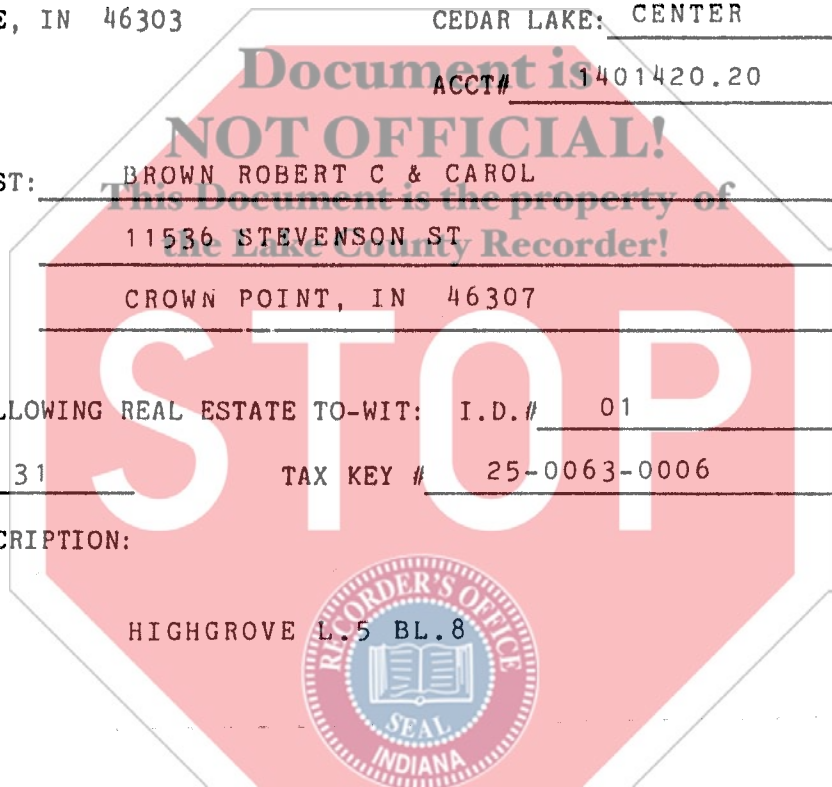 E, IN 46303 CEDAR LAKE: CENTER
Document is
ACCT# 1401420.20
NOT OFFICIAL!
ST: BROWN ROBERT C & CAROL
This Document is the property of
11536 STEVENSON ST
the Lake County Recorder!
CROWN POINT, IN 46307
STOP
LLOWING REAL ESTATE TO-WIT: I.D.# 01
31 TAX KEY # 25-0063-0006
CRIPTION:
HIGHGROVE L.5 BL.8
RECORDER'S OFFICE
SEAL
INDIANA